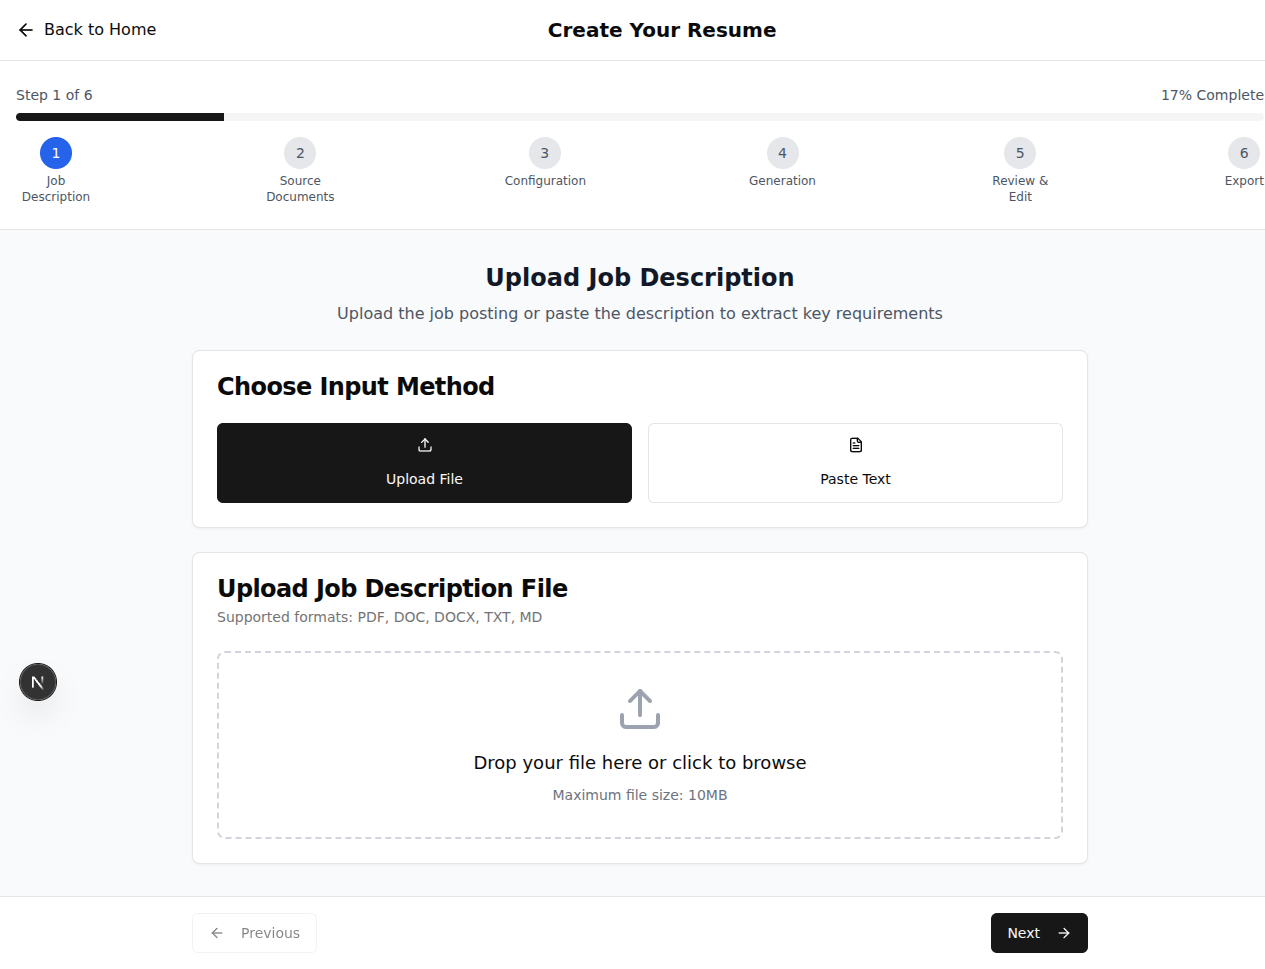 Back to Home
Create Your Resume
Step 1 of 6
17% Complete
1
Job
Description
2
Source
Documents
3
Configuration
4
Generation
5
Review &
Edit
6
Export
Upload Job Description
Upload the job posting or paste the description to extract key requirements
Choose Input Method
Upload File
Paste Text
Upload Job Description File
Supported formats: PDF, DOC, DOCX, TXT, MD
N
Drop your file here or click to browse
Maximum file size: 10MB
Previous
Next